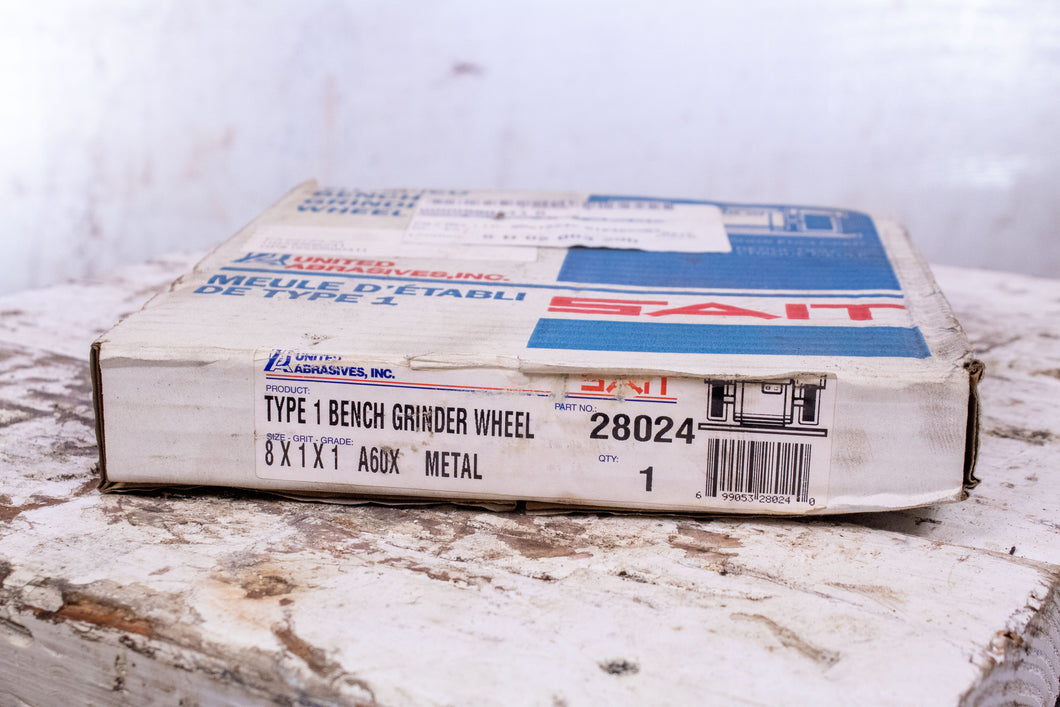 BENCH
GRINDER
WHEEL
UNITED
ABRASIVES, INC.
MEULE D'ÉTABLI
DE TYPE 1
SAIT
UNITED
ABRASIVES, INC.
SAIT
PRODUCT:
TYPE 1 BENCH GRINDER WHEEL
PART NO.:
28024
SIZE - GRIT - GRADE:
8 X 1 X 1 A60X METAL
QTY:
1
6 99053 28024 0